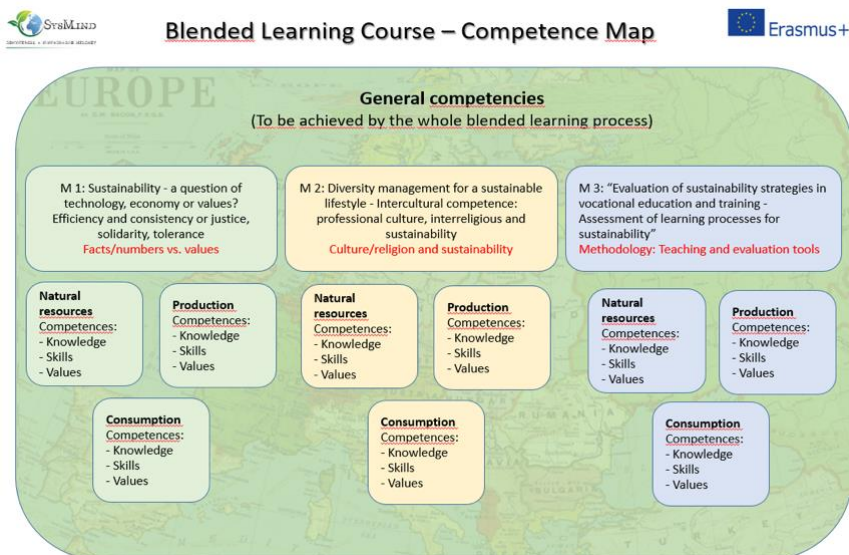 SYSMIND
Blended Learning Course – Competence Map
Erasmus+
EUROPE
General competencies
(To be achieved by the whole blended learning process)
M 1: Sustainability - a question of
technology, economy or values?
Efficiency and consistency or justice,
solidarity, tolerance
Facts/numbers vs. values
M 2: Diversity management for a sustainable
lifestyle - Intercultural competence:
professional culture, interreligious and
sustainability
Culture/religion and sustainability
M 3: “Evaluation of sustainability strategies in
vocational education and training -
Assessment of learning processes for
sustainability”
Methodology: Teaching and evaluation tools
Natural
resources
Competences:
- Knowledge
- Skills
- Values
Production
Competences:
- Knowledge
- Skills
- Values
Natural
resources
Competences:
- Knowledge
- Skills
- Values
Production
Competences:
- Knowledge
- Skills
- Values
Natural
resources
Competences:
- Knowledge
- Skills
- Values
Production
Competences:
- Knowledge
- Skills
- Values
Consumption
Competences:
- Knowledge
- Skills
- Values
Consumption
Competences:
- Knowledge
- Skills
- Values
Consumption
Competences:
- Knowledge
- Skills
- Values
RUMANIA
BULGARIA
TURKEY